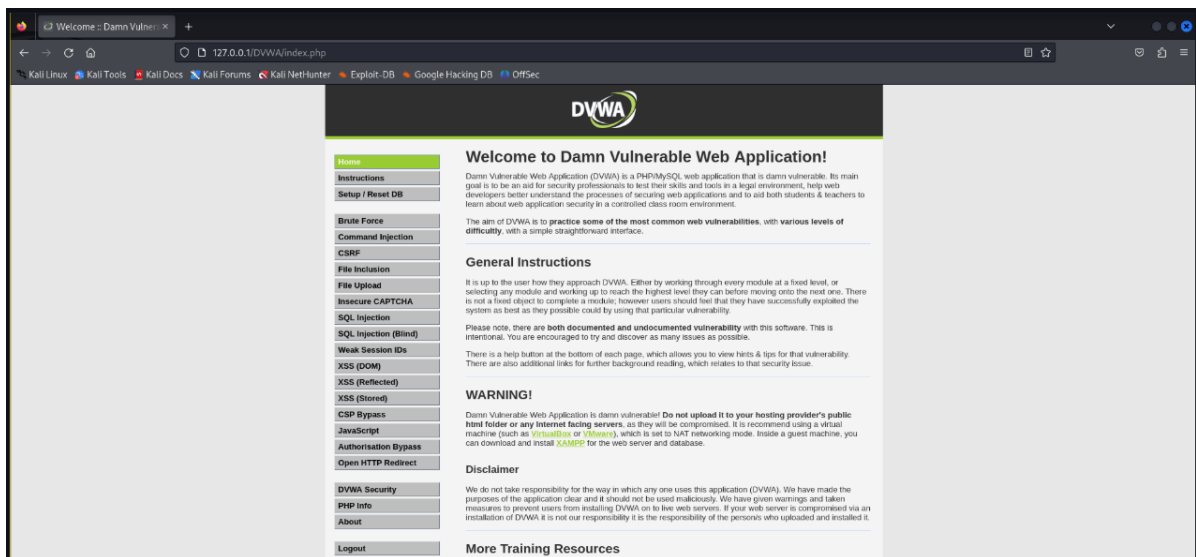 Welcome :: Damn Vulnera
127.0.0.1/DVWA/index.php
Kali Linux Kali Tools Kali Docs Kali Forums Kali NetHunter Exploit-DB Google Hacking DB OffSec
DVWA
Home
Instructions
Setup / Reset DB
Brute Force
Command Injection
CSRF
File Inclusion
File Upload
Insecure CAPTCHA
SQL Injection
SQL Injection (Blind)
Weak Session IDs
XSS (DOM)
XSS (Reflected)
XSS (Stored)
CSP Bypass
JavaScript
Authorisation Bypass
Open HTTP Redirect
DVWA Security
PHP Info
About
Logout
Welcome to Damn Vulnerable Web Application!
Damn Vulnerable Web Application (DVWA) is a PHP/MySQL web application that is damn vulnerable. Its main
goal is to be an aid for security professionals to test their skills and tools in a legal environment, help web
developers better understand the processes of securing web applications and to aid both students & teachers to
learn about web application security in a controlled class room environment.
The aim of DVWA is to practice some of the most common web vulnerabilities, with various levels of
difficultly, with a simple straightforward interface.
General Instructions
It is up to the user how they approach DVWA. Either by working through every module at a fixed level, or
selecting any module and working up to reach the highest level they can before moving onto the next one. There
is not a fixed object to complete a module; however users should feel that they have successfully exploited the
system as best as they possible could by using that particular vulnerability.
Please note, there are both documented and undocumented vulnerability with this software. This is
intentional. You are encouraged to try and discover as many issues as possible.
There is a help button at the bottom of each page, which allows you to view hints & tips for that vulnerability.
There are also additional links for further background reading, which relates to that security issue.
WARNING!
Damn Vulnerable Web Application is damn vulnerable! Do not upload it to your hosting provider's public
html folder or any Internet facing servers, as they will be compromised. It is recommend using a virtual
machine (such as VirtualBox or VMware), which is set to NAT networking mode. Inside a guest machine, you
can download and install XAMPP for the web server and database.
Disclaimer
We do not take responsibility for the way in which any one uses this application (DVWA). We have made the
purposes of the application clear and it should not be used maliciously. We have given warnings and taken
measures to prevent users from installing DVWA on to live web servers. If your web server is compromised via an
installation of DVWA it is not our responsibility it is the responsibility of the person/s who uploaded and installed it.
More Training Resources